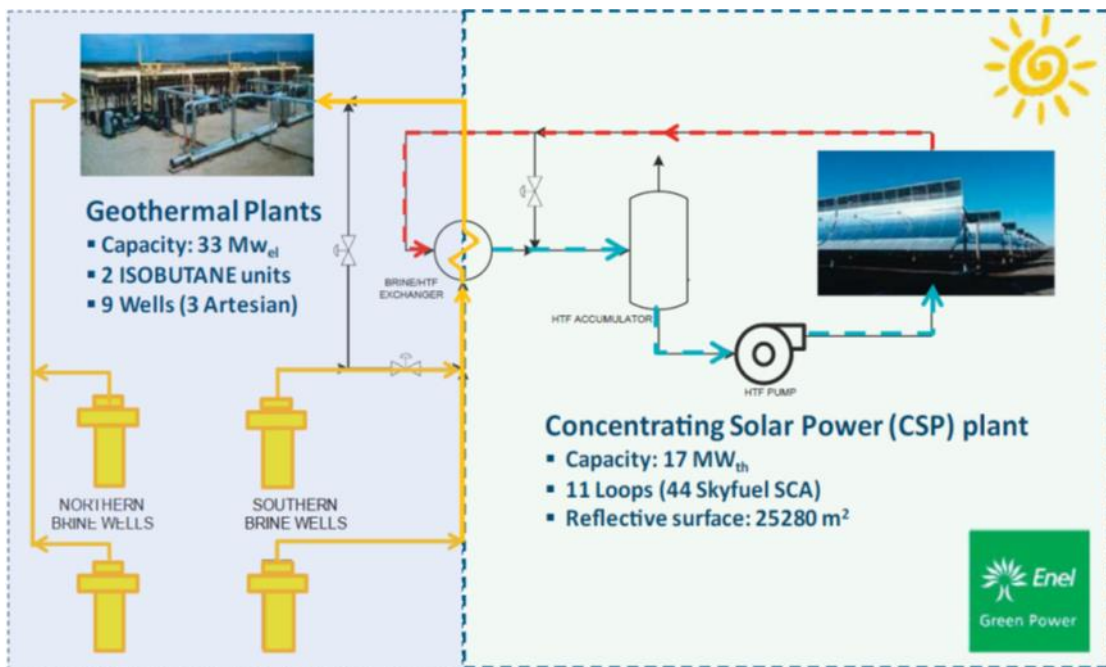 Geothermal Plants
▪ Capacity: 33 Mwel
▪ 2 ISOBUTANE units
▪ 9 Wells (3 Artesian)
BRINE/HTF
EXCHANGER
HTF ACCUMULATOR
HTF PUMP
NORTHERN
BRINE WELLS
SOUTHERN
BRINE WELLS
Concentrating Solar Power (CSP) plant
▪ Capacity: 17 MWth
▪ 11 Loops (44 Skyfuel SCA)
▪ Reflective surface: 25280 m²
Enel
Green Power